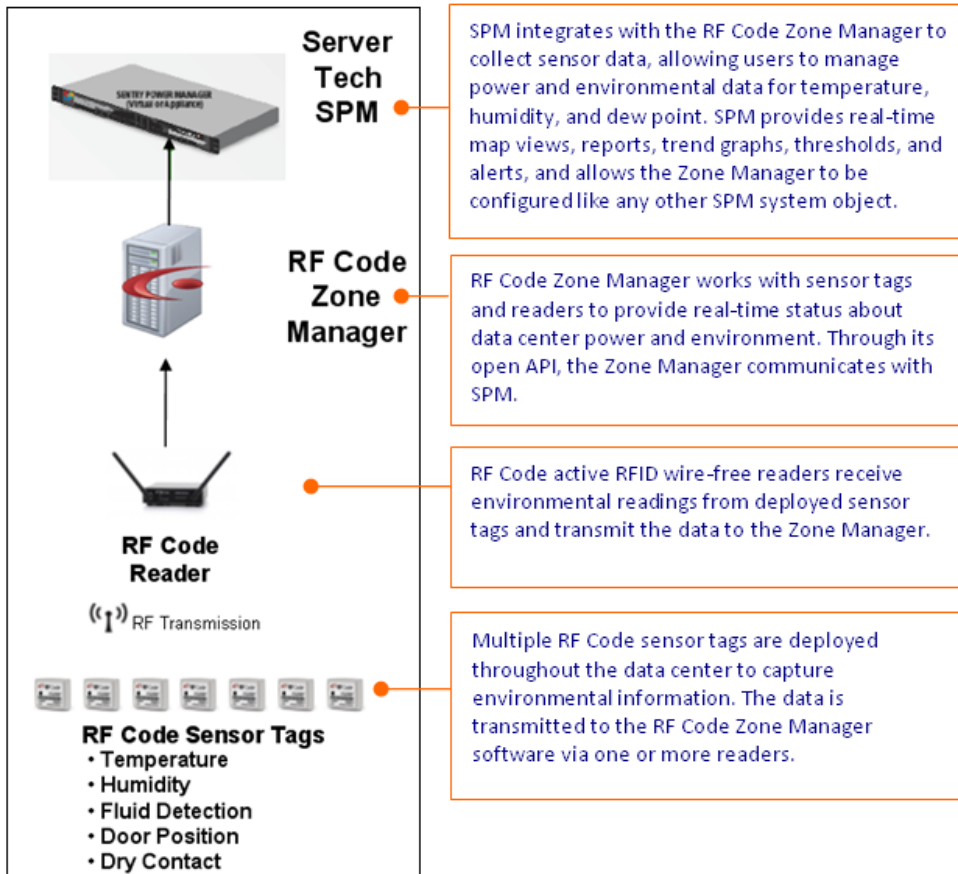 Server
Tech
SPM
SENTRY POWER MANAGER
(Virtual or Appliance)
SPM integrates with the RF Code Zone Manager to
collect sensor data, allowing users to manage
power and environmental data for temperature,
humidity, and dew point. SPM provides real-time
map views, reports, trend graphs, thresholds, and
alerts, and allows the Zone Manager to be
configured like any other SPM system object.
RF Code
Zone
Manager
RF Code Zone Manager works with sensor tags
and readers to provide real-time status about
data center power and environment. Through its
open API, the Zone Manager communicates with
SPM.
RF Code active RFID wire-free readers receive
environmental readings from deployed sensor
tags and transmit the data to the Zone Manager.
RF Code
Reader
RF Transmission
Multiple RF Code sensor tags are deployed
throughout the data center to capture
environmental information. The data is
transmitted to the RF Code Zone Manager
software via one or more readers.
RF Code Sensor Tags
• Temperature
• Humidity
• Fluid Detection
• Door Position
• Dry Contact